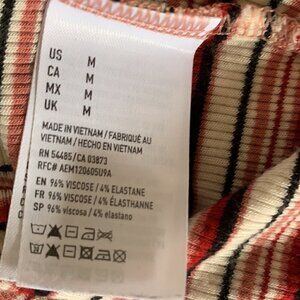 US M
CA M
MX M
UK M
MADE IN VIETNAM / FABRIQUÉ AU
VIETNAM / HECHO EN VIETNAM
RN 54485/CA 03873
RFC# AEM120605U9A
EN 96% VISCOSE / 4% ELASTANE
FR 96% VISCOSE / 4% ÉLASTHANNE
SP 96% viscosa / 4% elastano